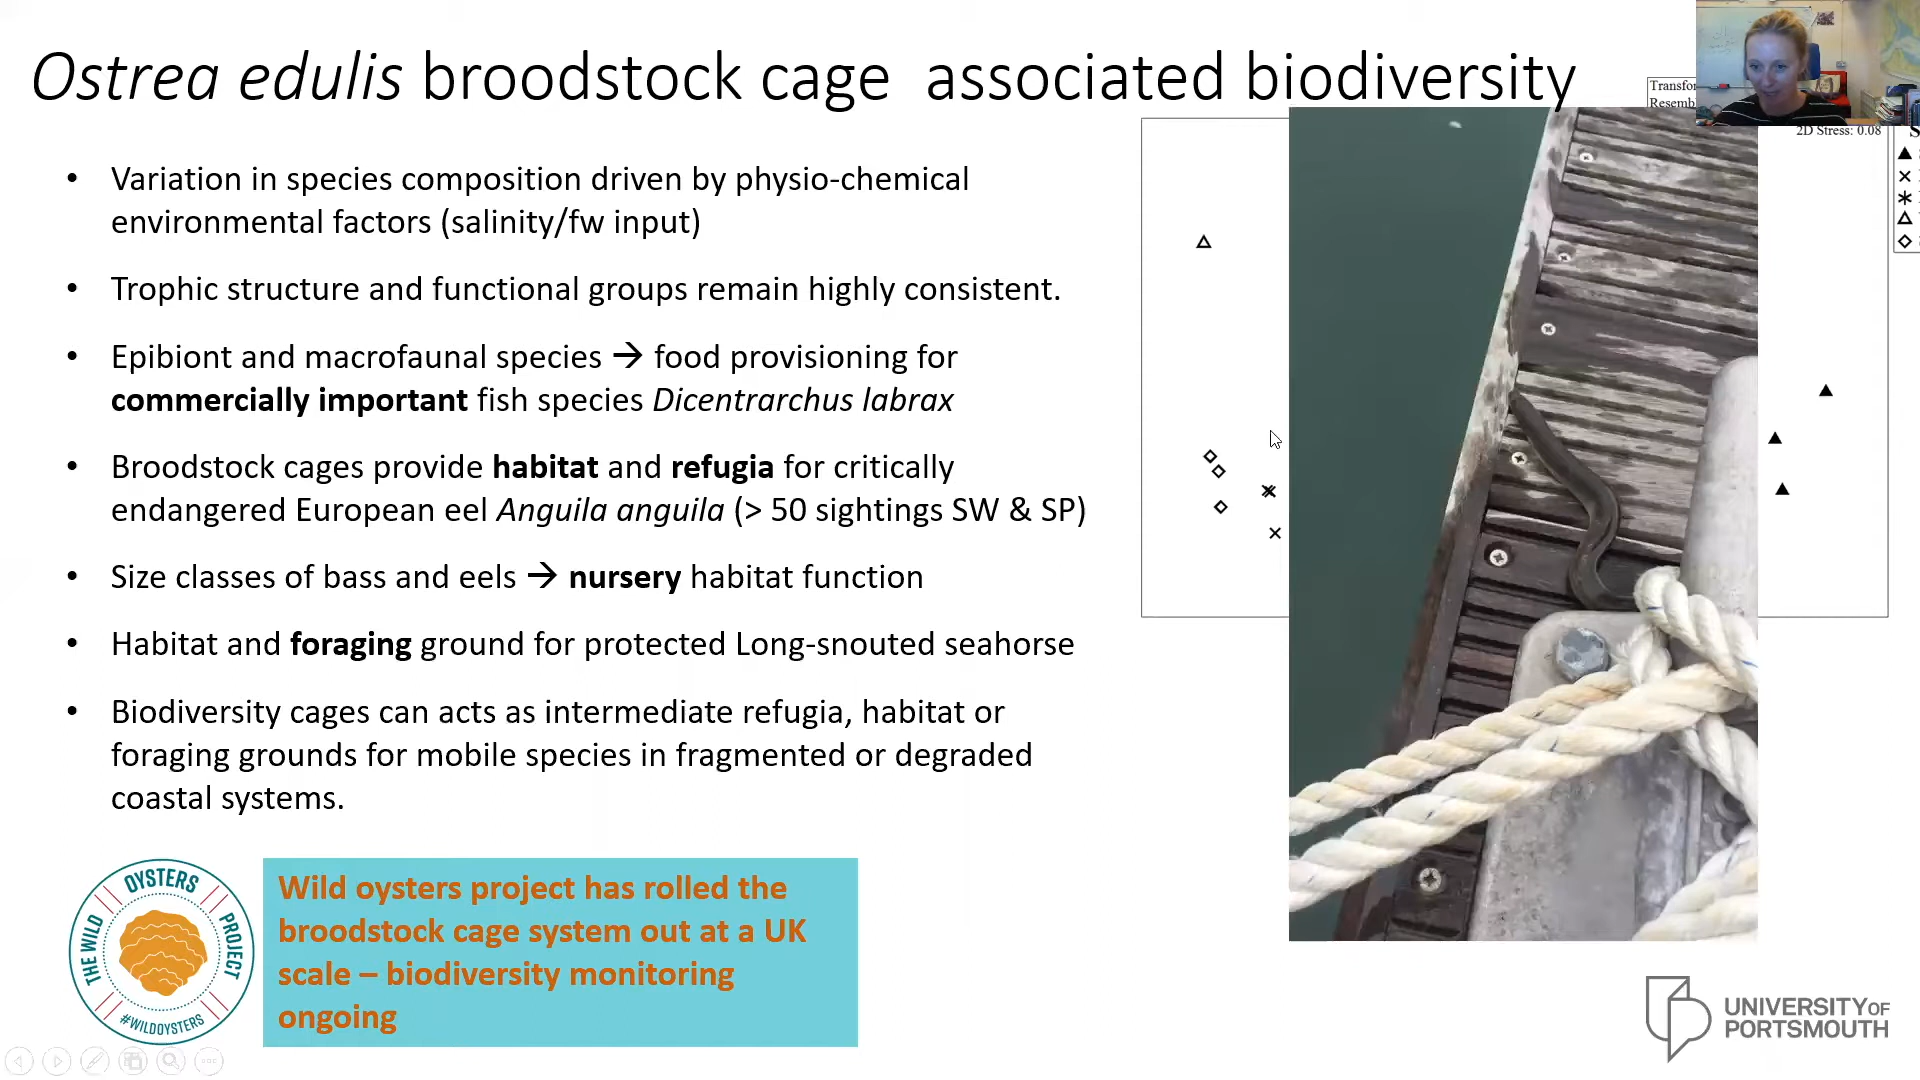 Ostrea edulis broodstock cage associated biodiversity
Transfor
Resemb
2D Stress: 0.08
S
• Variation in species composition driven by physio-chemical
environmental factors (salinity/fw input)
• Trophic structure and functional groups remain highly consistent.
• Epibiont and macrofaunal species → food provisioning for
commercially important fish species Dicentrarchus labrax
• Broodstock cages provide habitat and refugia for critically
endangered European eel Anguila anguila (> 50 sightings SW & SP)
• Size classes of bass and eels → nursery habitat function
• Habitat and foraging ground for protected Long-snouted seahorse
• Biodiversity cages can acts as intermediate refugia, habitat or
foraging grounds for mobile species in fragmented or degraded
coastal systems.
THE WILD
OYSTERS
PROJECT
#WILDOYSTERS
Wild oysters project has rolled the
broodstock cage system out at a UK
scale – biodiversity monitoring
ongoing
UNIVERSITY OF
PORTSMOUTH